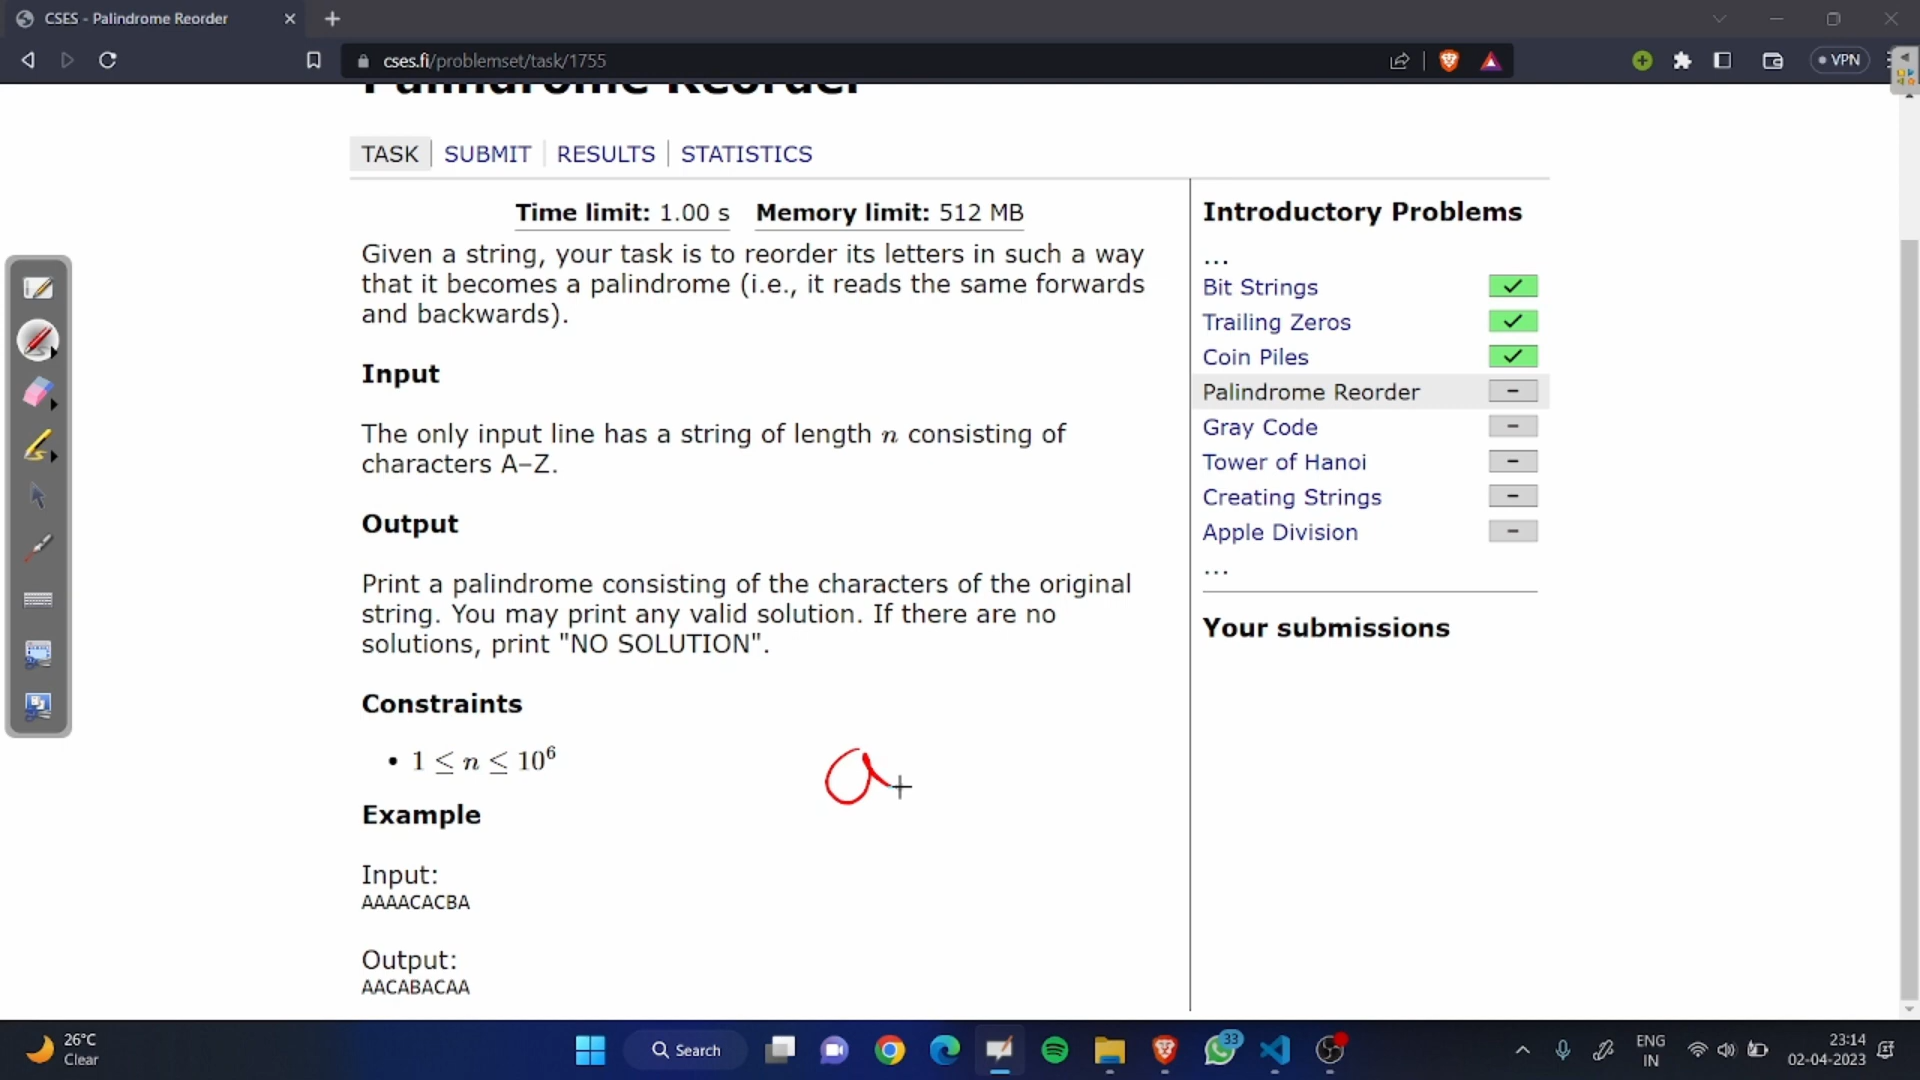 CSES - Palindrome Reorder
cses.fi/problemset/task/1755
VPN
Palindrome Reorder
TASK
SUBMIT
RESULTS
STATISTICS
Time limit: 1.00 s Memory limit: 512 MB
Given a string, your task is to reorder its letters in such a way
that it becomes a palindrome (i.e., it reads the same forwards
and backwards).
Input
The only input line has a string of length n consisting of
characters A–Z.
Output
Print a palindrome consisting of the characters of the original
string. You may print any valid solution. If there are no
solutions, print "NO SOLUTION".
Constraints
• 1 ≤ n ≤ 10⁶
a
Example
Input:
AAAACACBA
Output:
AACABACAA
Introductory Problems
...
Bit Strings
Trailing Zeros
Coin Piles
Palindrome Reorder –
Gray Code –
Tower of Hanoi –
Creating Strings –
Apple Division –
...
Your submissions
26°C
Clear
Search
33
ENG
IN
23:14
02-04-2023